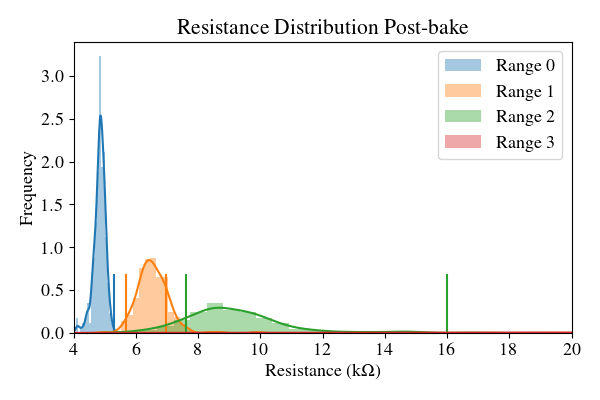 Resistance Distribution Post-bake
Range 0
Range 1
Range 2
Range 3
Frequency
3.0
2.5
2.0
1.5
1.0
0.5
0.0
4 6 8 10 12 14 16 18 20
Resistance (kΩ)